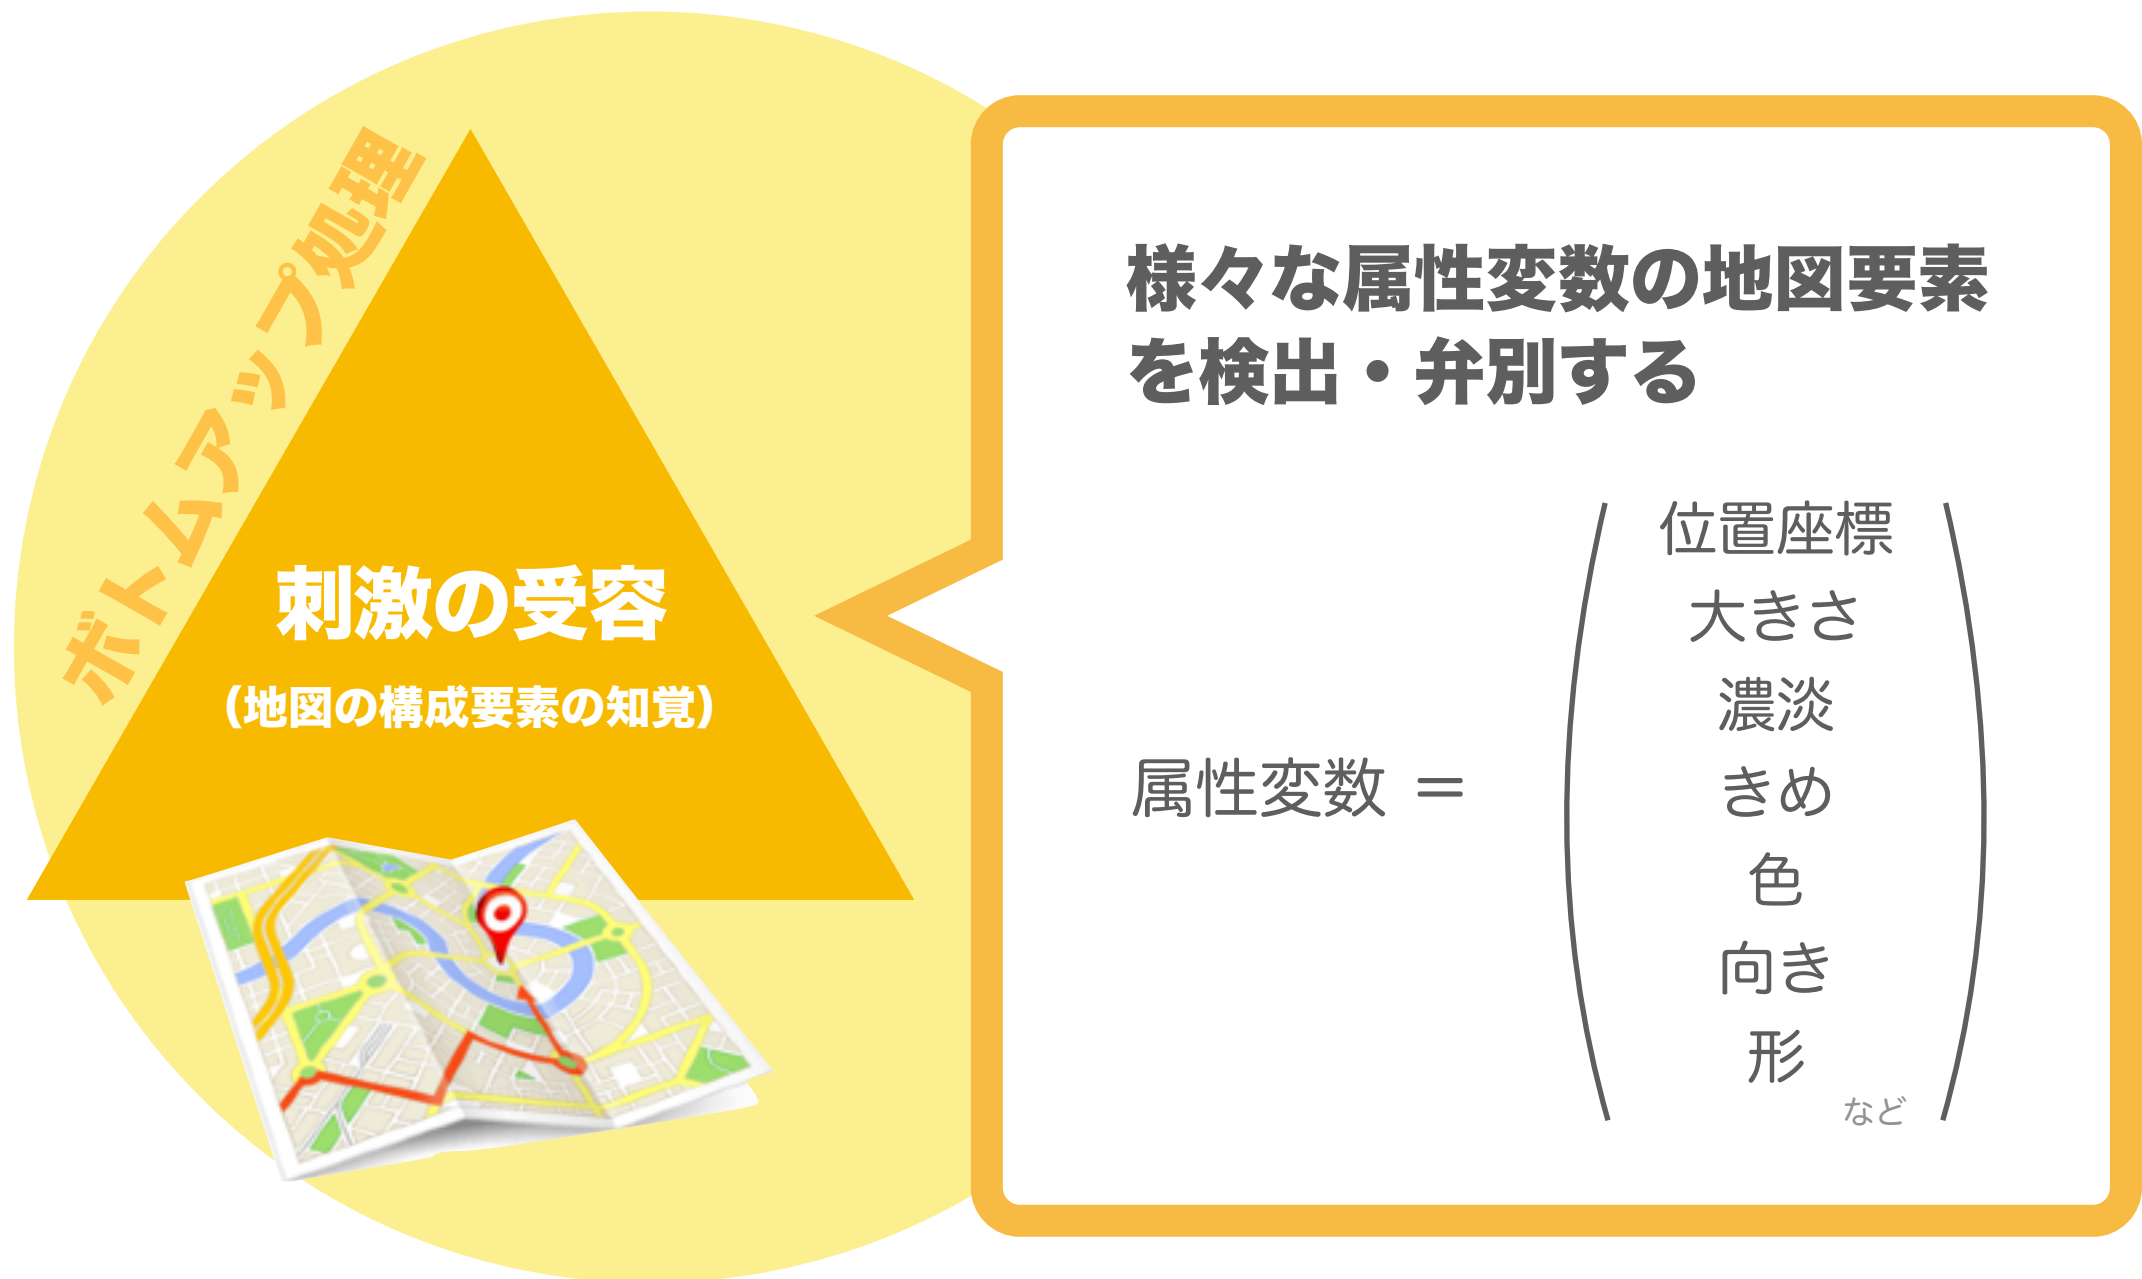 ボトムアップ処理
刺激の受容
（地図の構成要素の知覚）
様々な属性変数の地図要素
を検出・弁別する
属性変数 ＝
位置座標
大きさ
濃淡
きめ
色
向き
形
など